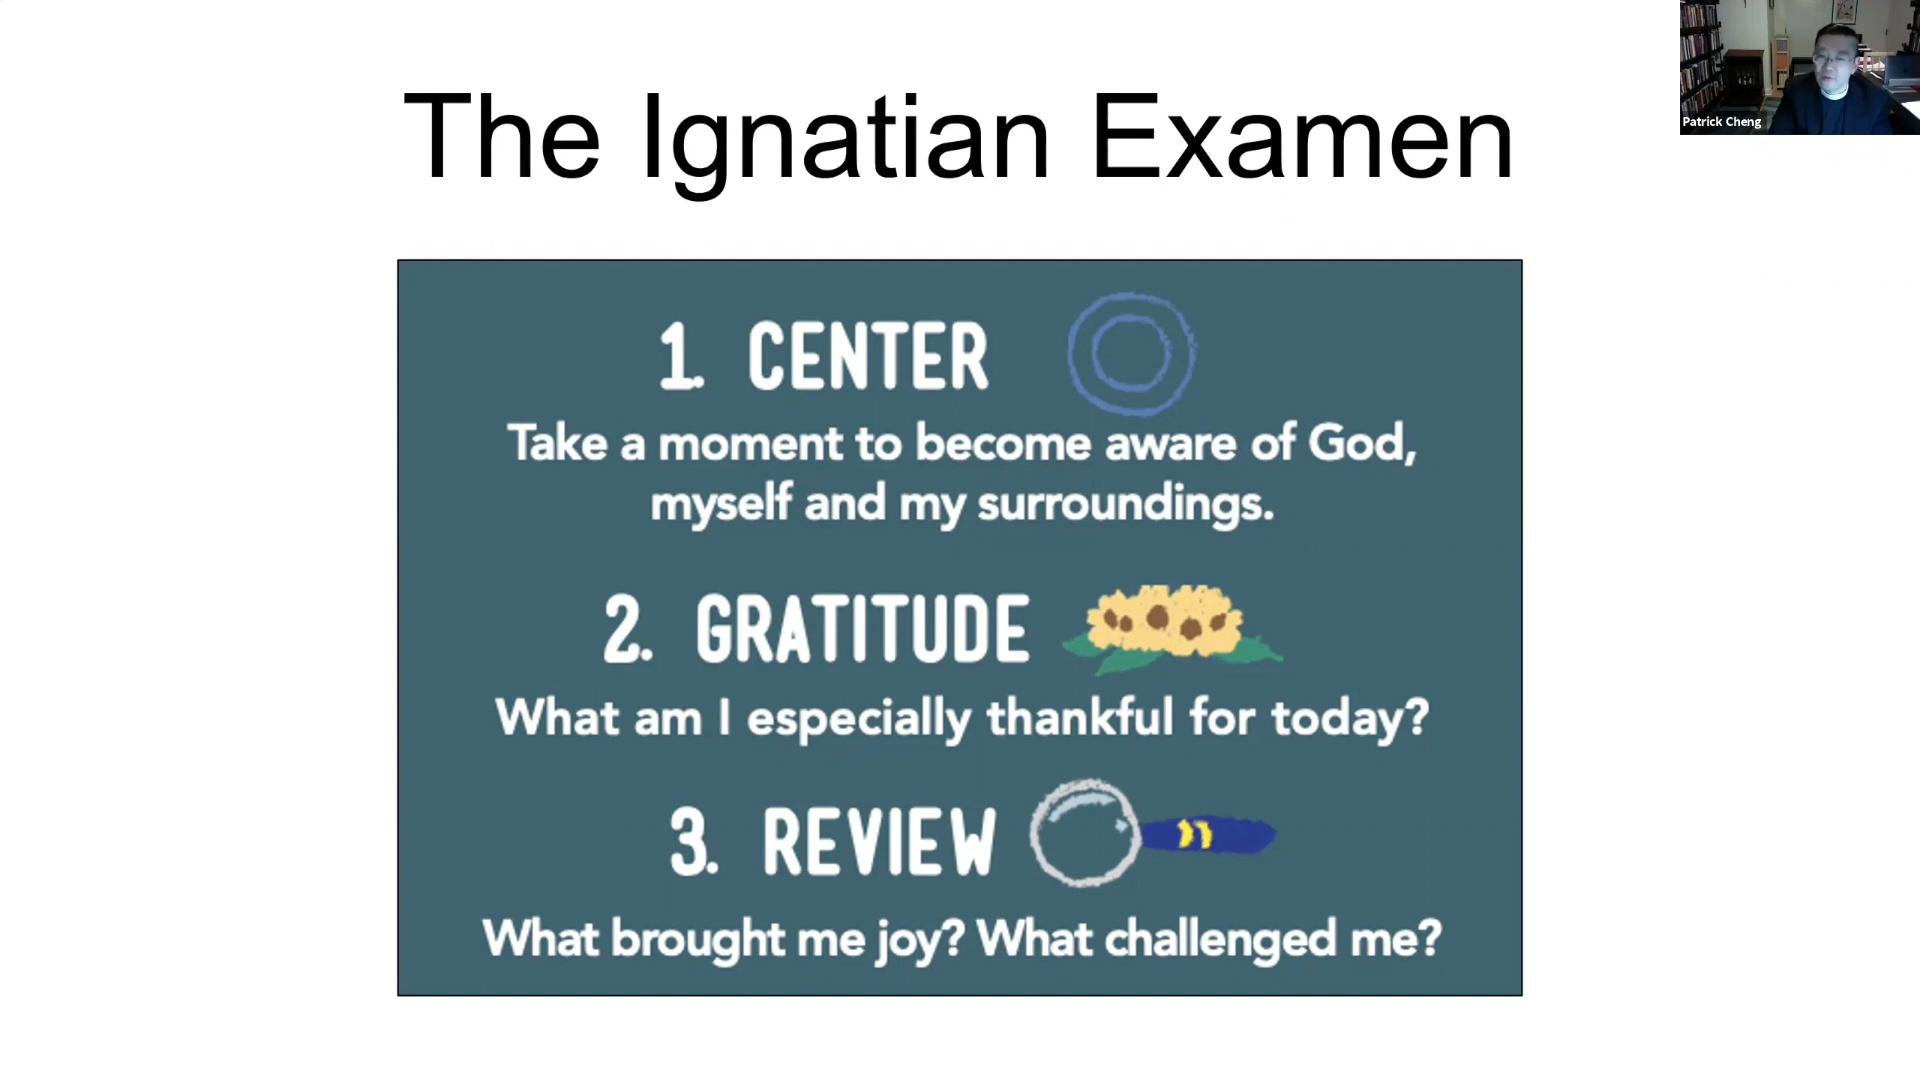 The Ignatian Examen
Patrick Cheng
1. CENTER
Take a moment to become aware of God,
myself and my surroundings.
2. GRATITUDE
What am I especially thankful for today?
3. REVIEW
What brought me joy? What challenged me?